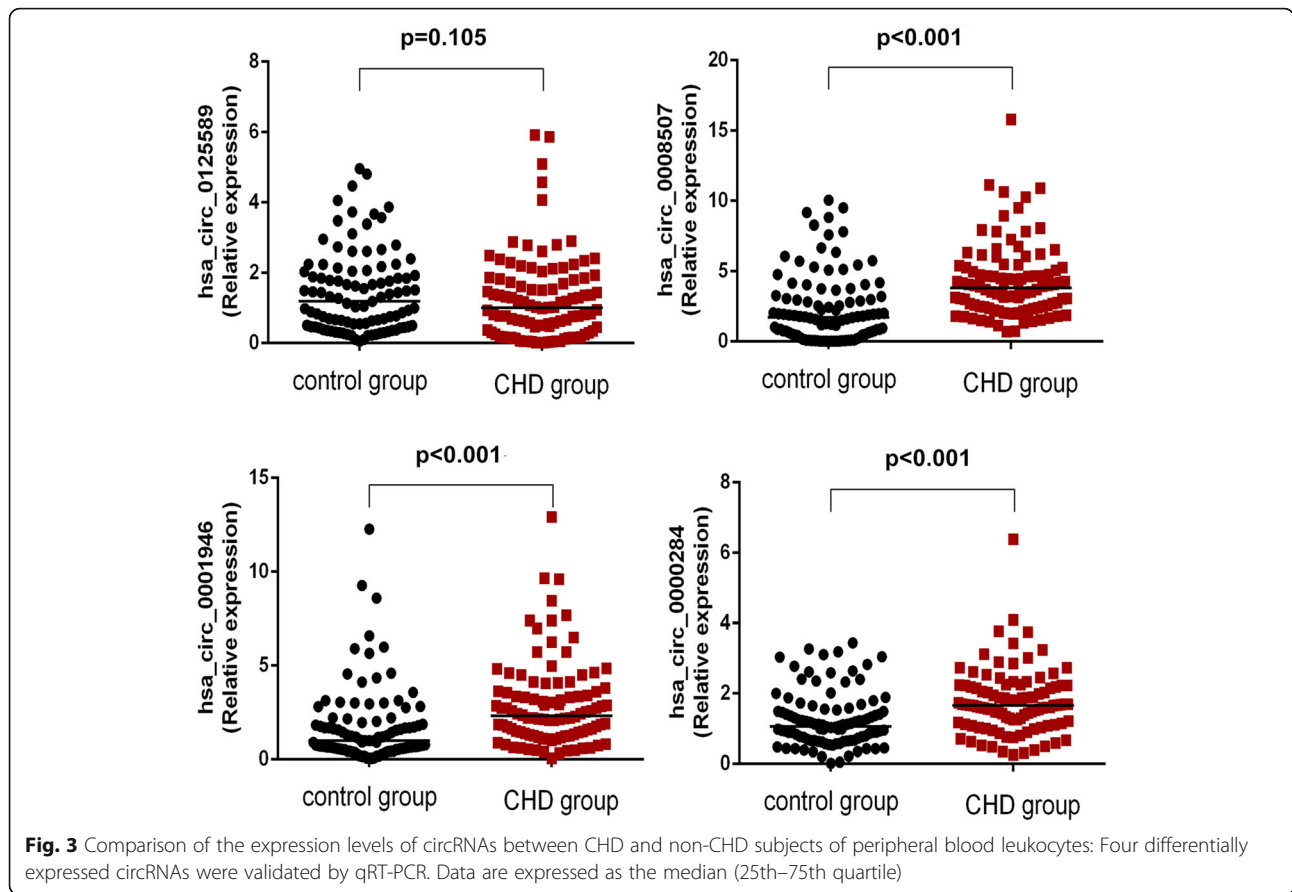 p=0.105
hsa_circ_0125589
(Relative expression)
8
6
4
2
0
control group
CHD group
p<0.001
hsa_circ_0008507
(Relative expression)
20
15
10
5
0
control group
CHD group
p<0.001
hsa_circ_0001946
(Relative expression)
15
10
5
0
control group
CHD group
p<0.001
hsa_circ_0000284
(Relative expression)
8
6
4
2
0
control group
CHD group
Fig. 3 Comparison of the expression levels of circRNAs between CHD and non-CHD subjects of peripheral blood leukocytes: Four differentially
expressed circRNAs were validated by qRT-PCR. Data are expressed as the median (25th–75th quartile)